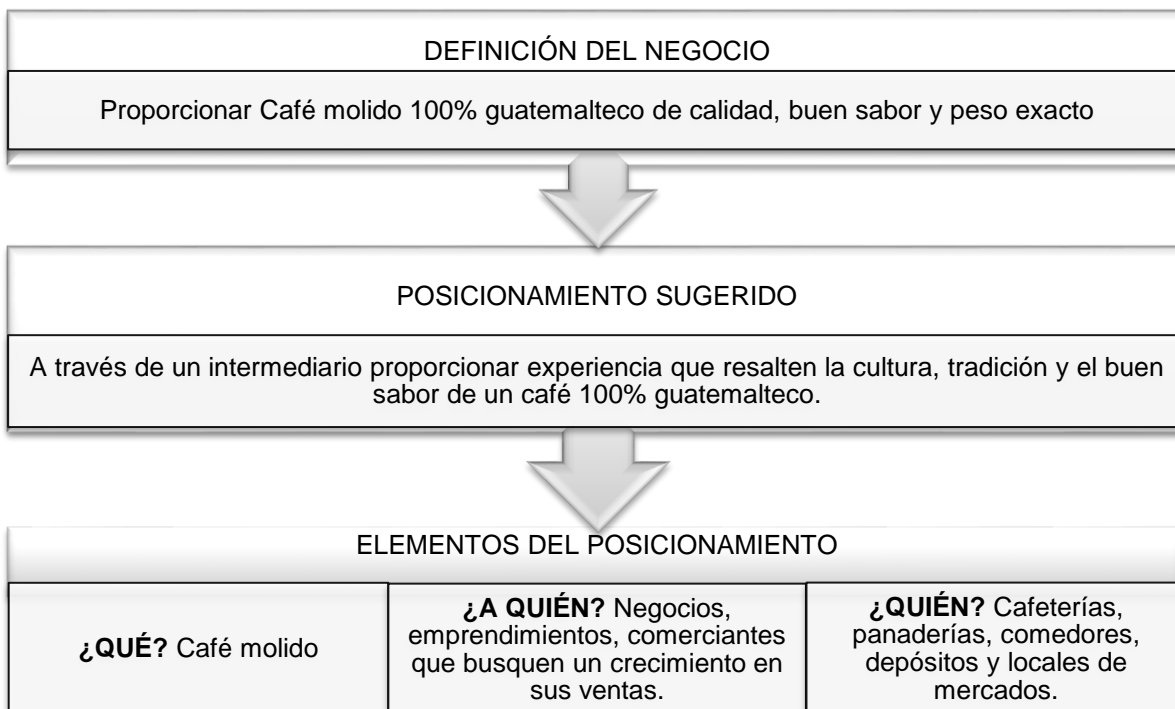 DEFINICIÓN DEL NEGOCIO
Proporcionar Café molido 100% guatemalteco de calidad, buen sabor y peso exacto
POSICIONAMIENTO SUGERIDO
A través de un intermediario proporcionar experiencia que resalten la cultura, tradición y el buen
sabor de un café 100% guatemalteco.
ELEMENTOS DEL POSICIONAMIENTO
¿QUÉ? Café molido
¿A QUIÉN? Negocios,
emprendimientos, comerciantes
que busquen un crecimiento en
sus ventas.
¿QUIÉN? Cafeterías,
panaderías, comedores,
depósitos y locales de
mercados.